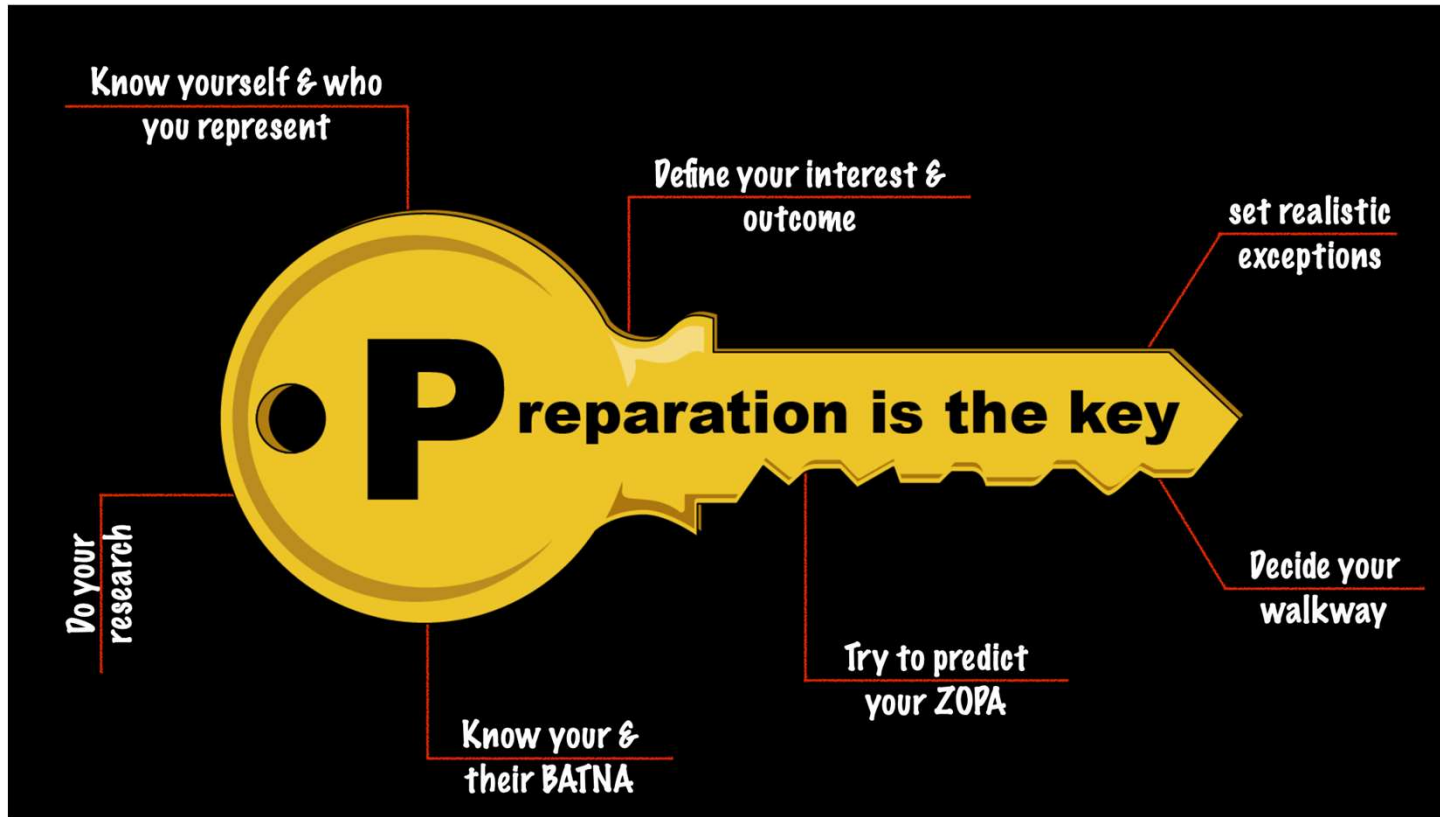 Know yourself & who
you represent
Define your interest &
outcome
set realistic
exceptions
Preparation is the key
Do your
research
Decide your
walkway
Try to predict
your ZOPA
Know your &
their BATNA